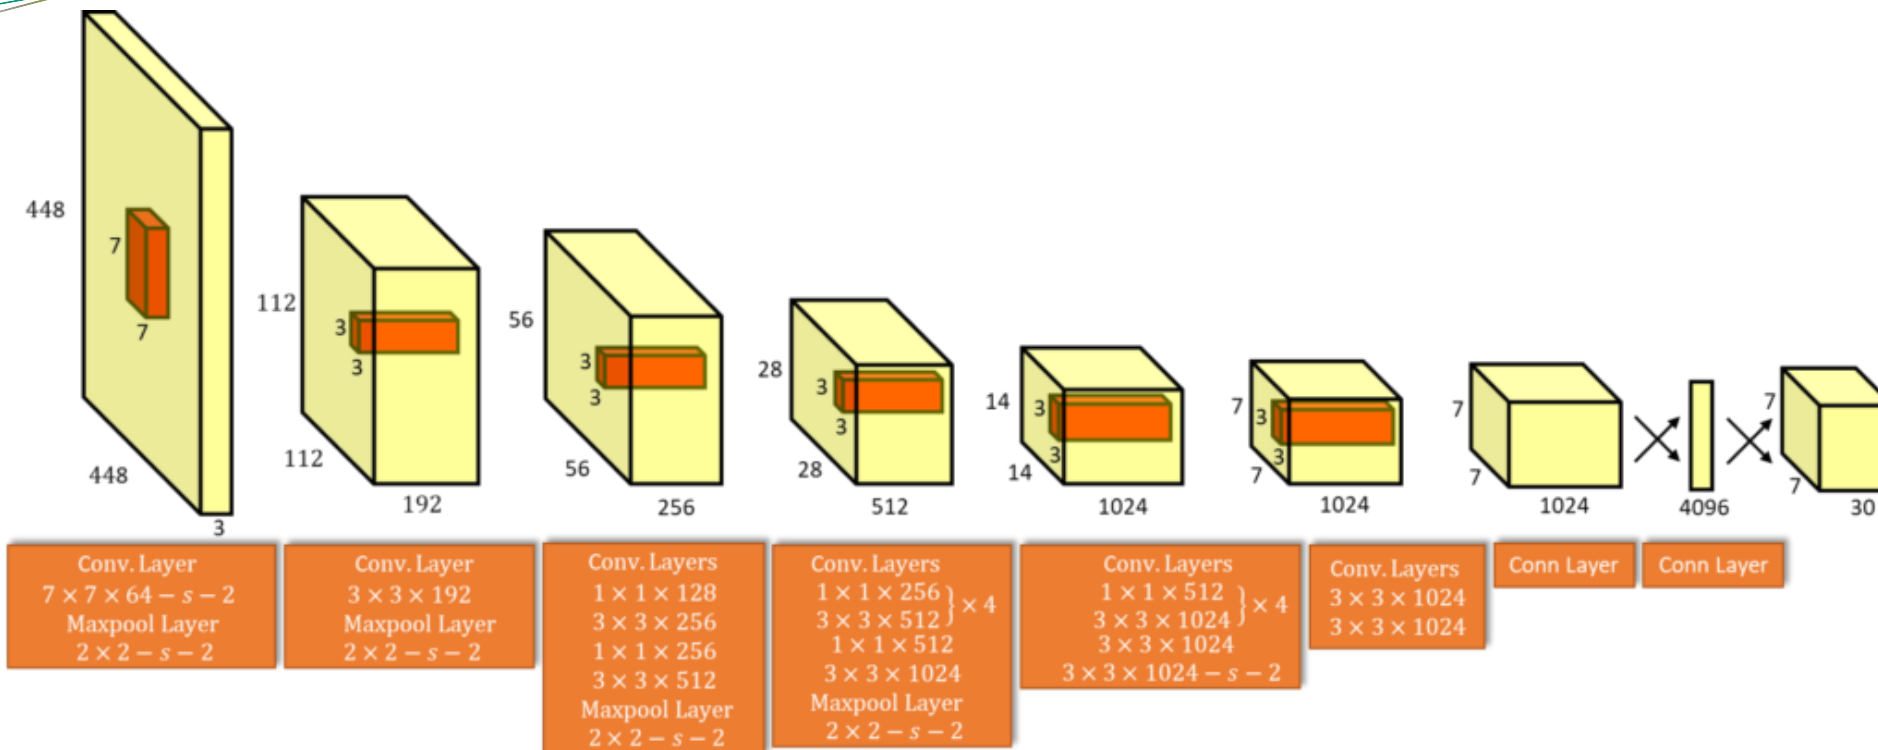 448
7
7
448
3
112
3
3
112
192
56
3
3
56
256
28
3
3
28
512
14
3
3
14
1024
7
3
3
7
1024
7
7
1024
4096
7
7
30
Conv. Layer
7 × 7 × 64 − s − 2
Maxpool Layer
2 × 2 − s − 2
Conv. Layer
3 × 3 × 192
Maxpool Layer
2 × 2 − s − 2
Conv. Layers
1 × 1 × 128
3 × 3 × 256
1 × 1 × 256
3 × 3 × 512
Maxpool Layer
2 × 2 − s − 2
Conv. Layers
1 × 1 × 256
3 × 3 × 512 } × 4
1 × 1 × 512
3 × 3 × 1024
Maxpool Layer
2 × 2 − s − 2
Conv. Layers
1 × 1 × 512
3 × 3 × 1024 } × 4
3 × 3 × 1024
3 × 3 × 1024 − s − 2
Conv. Layers
3 × 3 × 1024
3 × 3 × 1024
Conn Layer
Conn Layer